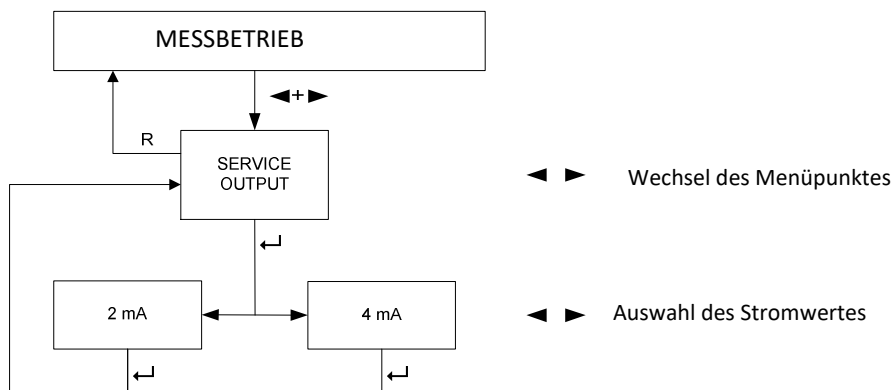 MESSBETRIEB
+
R
SERVICE
OUTPUT
Wechsel des Menüpunktes
2 mA
4 mA
Auswahl des Stromwertes